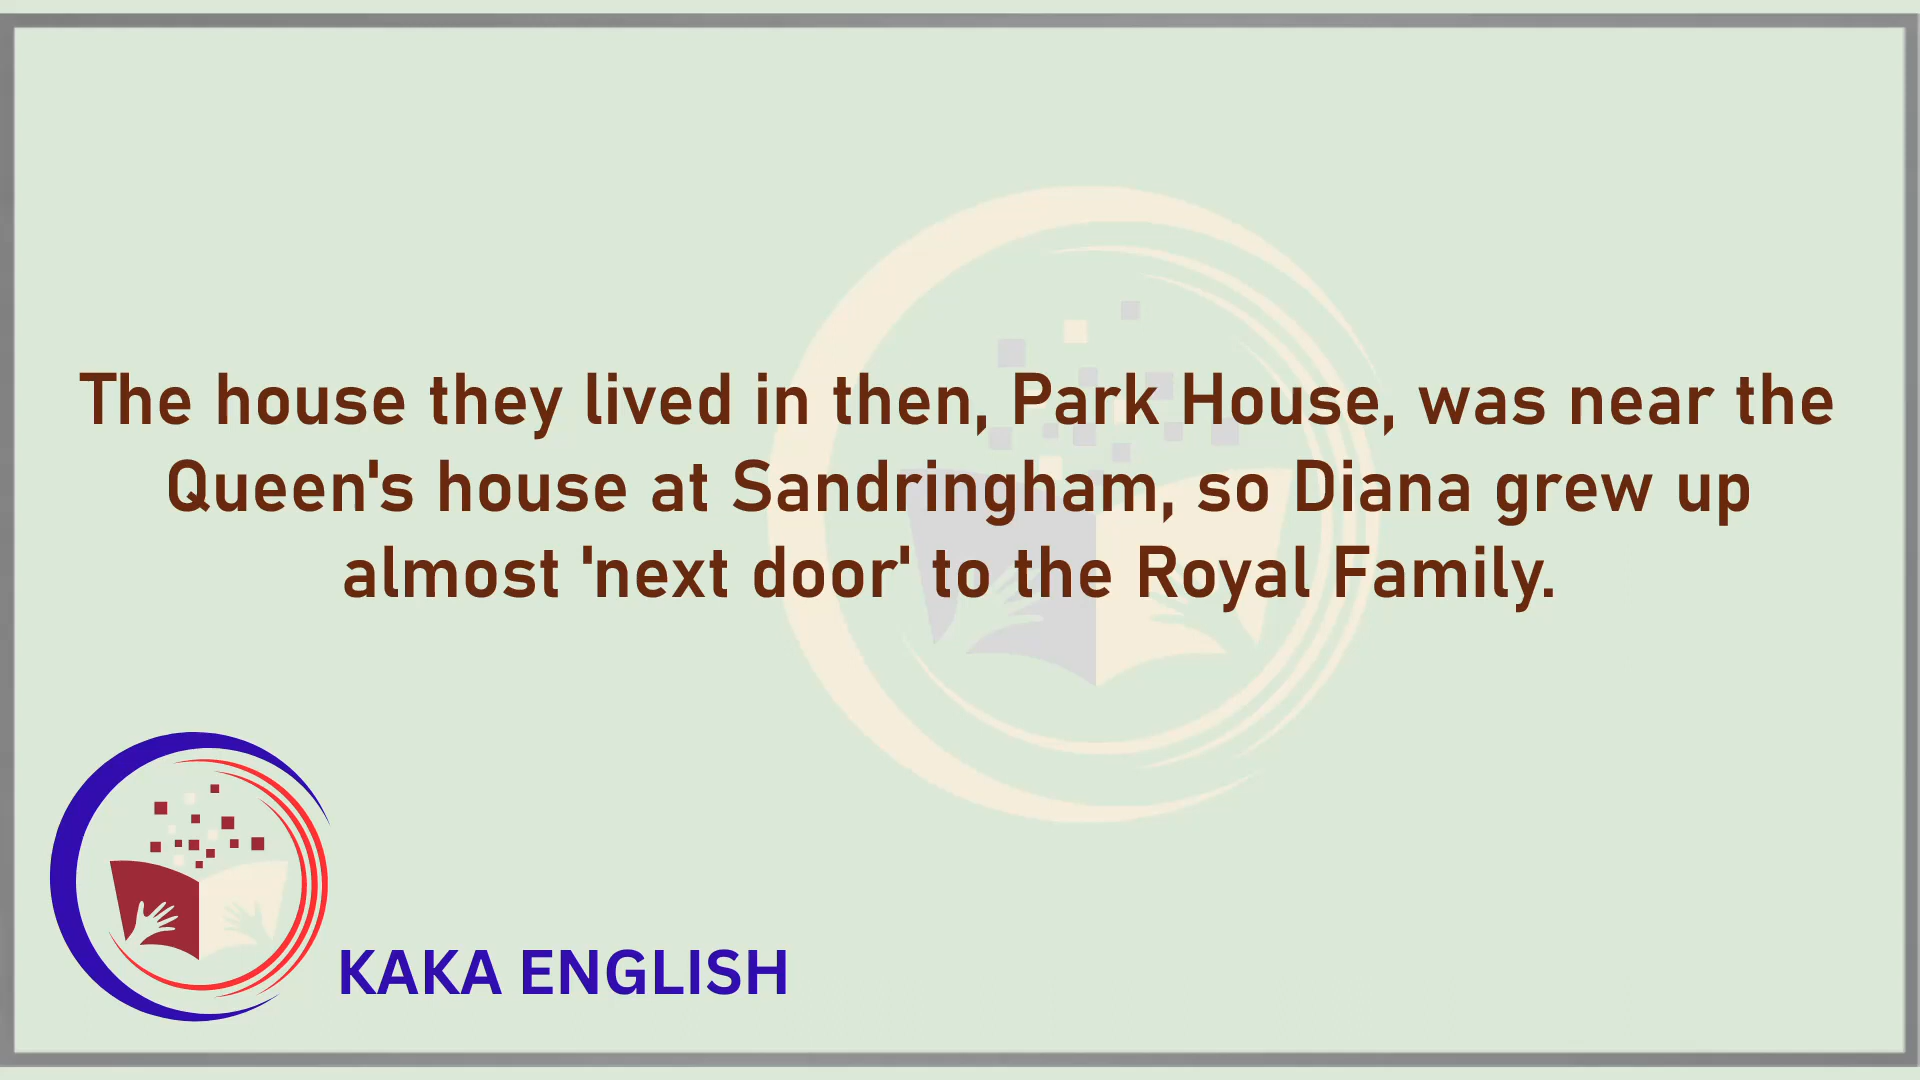 The house they lived in then, Park House, was near the
Queen's house at Sandringham, so Diana grew up
almost 'next door' to the Royal Family.
KAKA ENGLISH